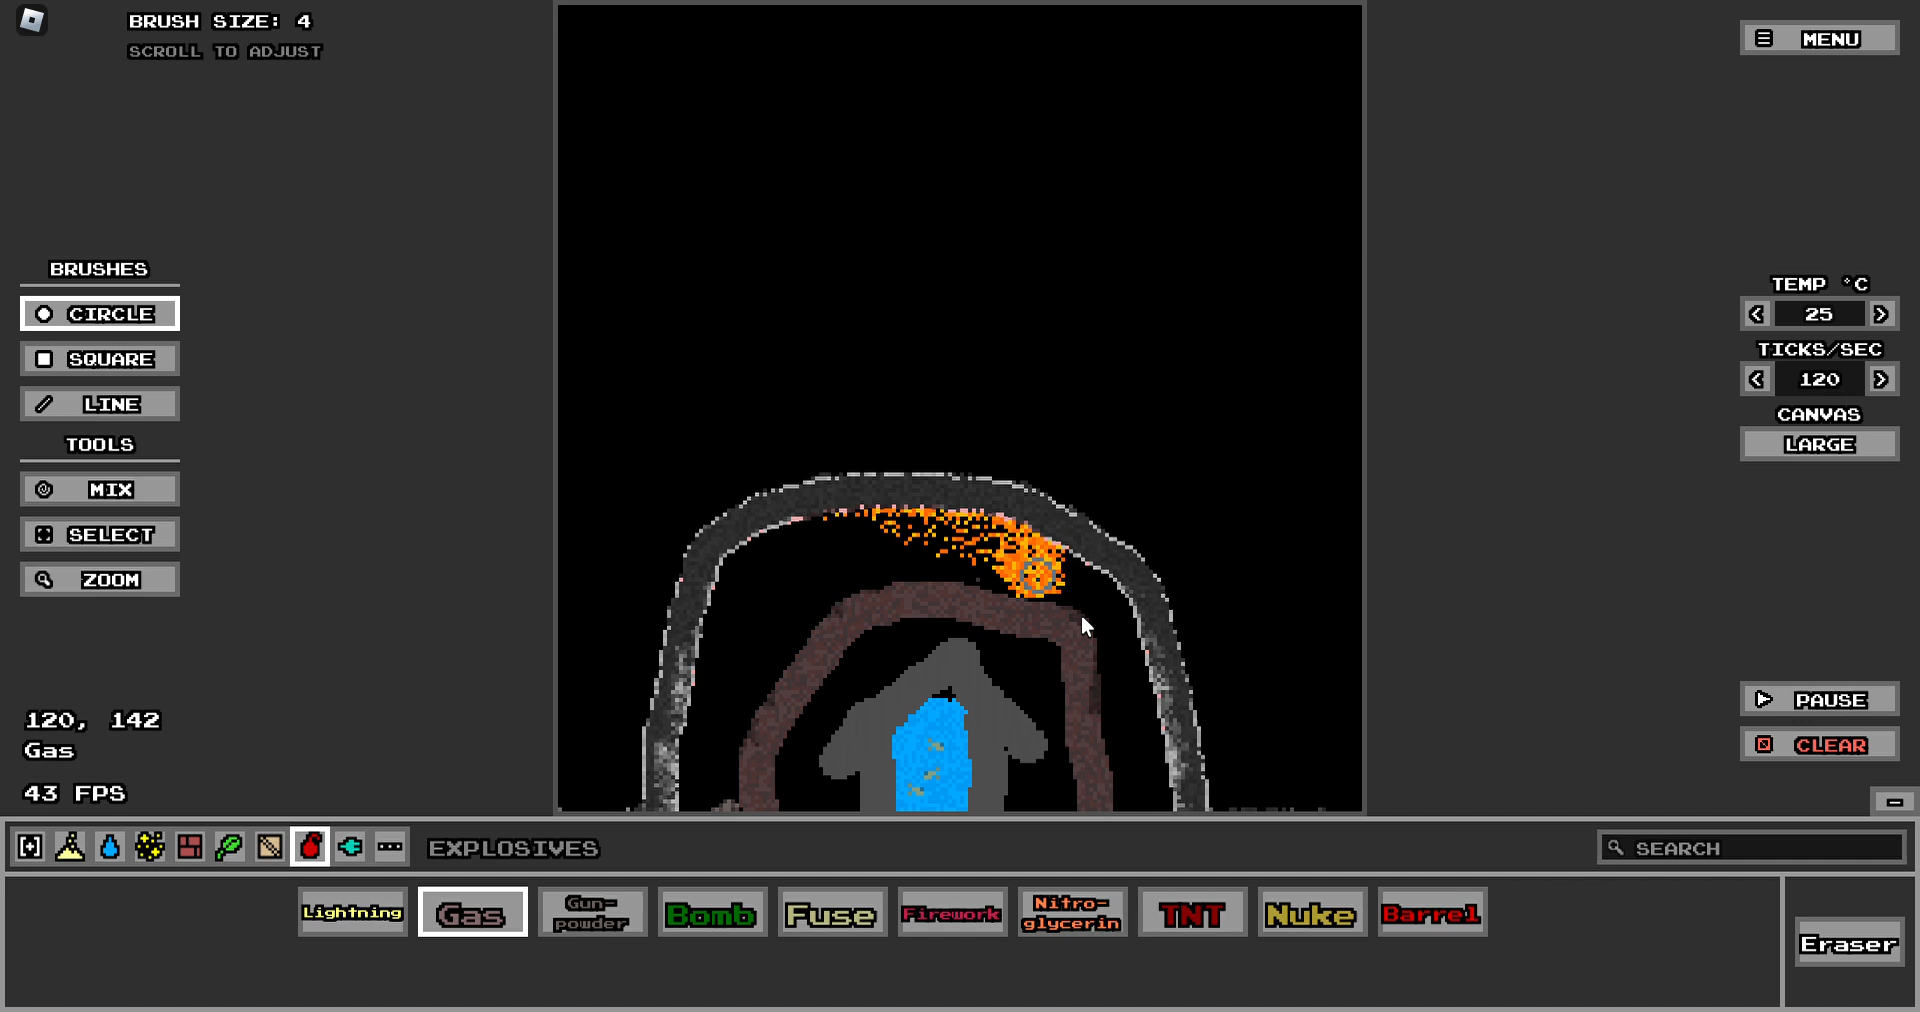 BRUSH SIZE: 4
SCROLL TO ADJUST
MENU
BRUSHES
CIRCLE
SQUARE
LINE
TOOLS
MIX
SELECT
ZOOM
TEMP °C
< 25 >
TICKS/SEC
< 120 >
CANVAS
LARGE
120, 142
Gas
43 FPS
PAUSE
CLEAR
EXPLOSIVES
SEARCH
Lightning
Gas
Gun-
powder
Bomb
Fuse
Firework
Nitro-
glycerin
TNT
Nuke
Barrel
Eraser